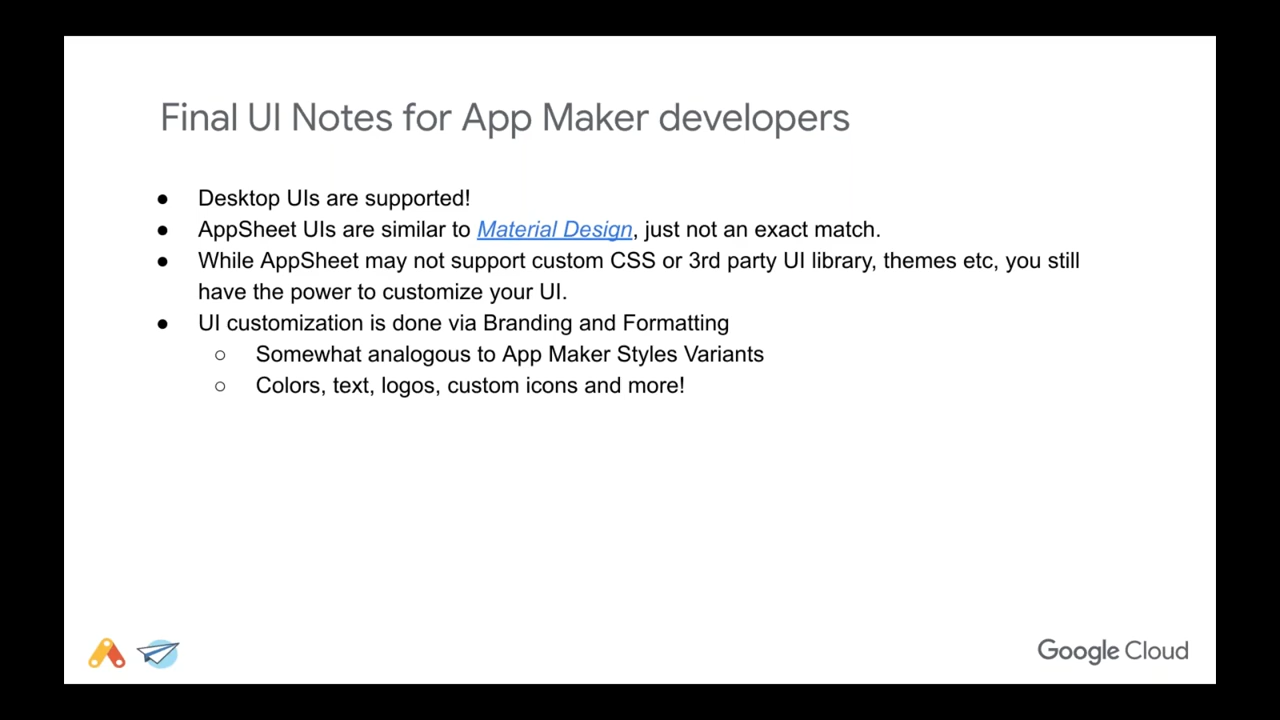 Final UI Notes for App Maker developers
● Desktop UIs are supported!
● AppSheet UIs are similar to Material Design, just not an exact match.
● While AppSheet may not support custom CSS or 3rd party UI library, themes etc, you still
have the power to customize your UI.
● UI customization is done via Branding and Formatting
○ Somewhat analogous to App Maker Styles Variants
○ Colors, text, logos, custom icons and more!
Google Cloud